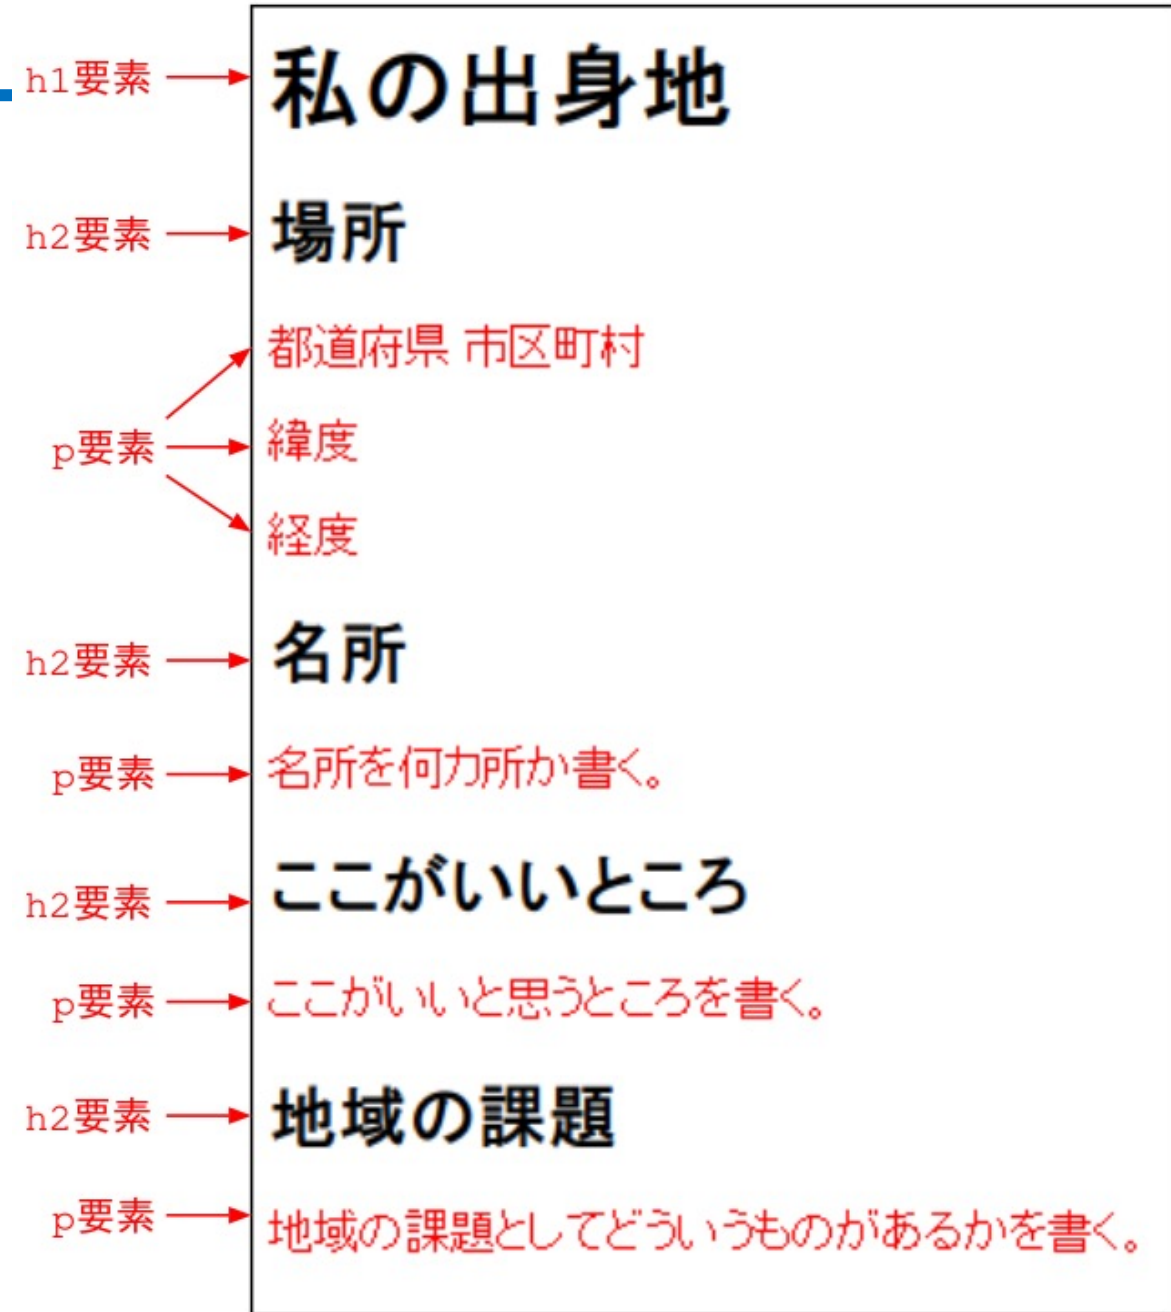 h1要素 私の出身地
h2要素 場所
都道府県 市区町村
p要素 緯度
経度
h2要素 名所
p要素 名所を何カ所か書く。
h2要素 ここがいいところ
p要素 ここがいいと思うところを書く。
h2要素 地域の課題
p要素 地域の課題としてどういうものがあるかを書く。